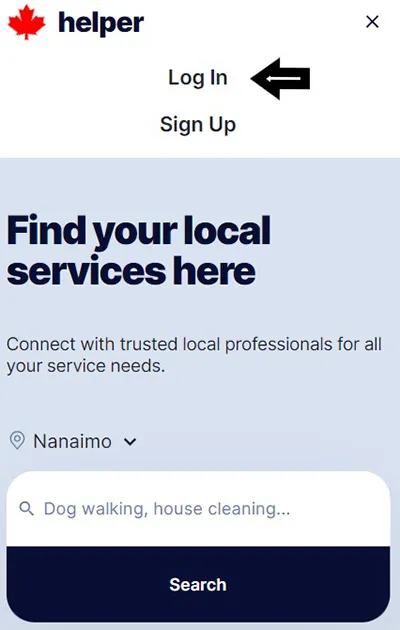 helper
Log In
Sign Up
Find your local
services here
Connect with trusted local professionals for all
your service needs.
Nanaimo
Dog walking, house cleaning...
Search